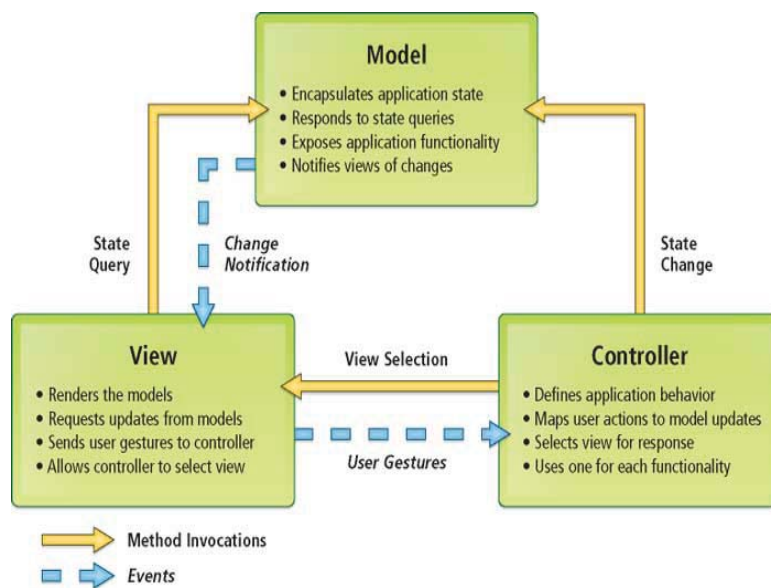 Model
• Encapsulates application state
• Responds to state queries
• Exposes application functionality
• Notifies views of changes
State
Query
Change
Notification
State
Change
View
• Renders the models
• Requests updates from models
• Sends user gestures to controller
• Allows controller to select view
View Selection
User Gestures
Controller
• Defines application behavior
• Maps user actions to model updates
• Selects view for response
• Uses one for each functionality
Method Invocations
Events